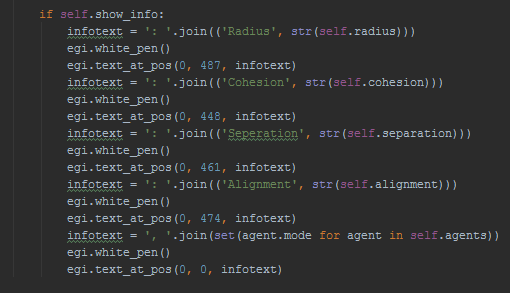 if self.show_info:
infotext = ': '.join(('Radius', str(self.radius)))
egi.white_pen()
egi.text_at_pos(0, 487, infotext)
infotext = ': '.join(('Cohesion', str(self.cohesion)))
egi.white_pen()
egi.text_at_pos(0, 448, infotext)
infotext = ': '.join(('Seperation', str(self.separation)))
egi.white_pen()
egi.text_at_pos(0, 461, infotext)
infotext = ': '.join(('Alignment', str(self.alignment)))
egi.white_pen()
egi.text_at_pos(0, 474, infotext)
infotext = ', '.join(set(agent.mode for agent in self.agents))
egi.white_pen()
egi.text_at_pos(0, 0, infotext)